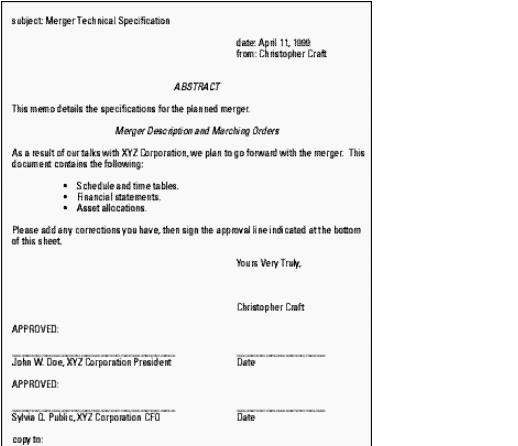 subject: Merger Technical Specification
date: April 11, 1999
from: Christopher Craft
ABSTRACT
This memo details the specifications for the planned merger.
Merger Description and Marching Orders
As a result of our talks with XYZ Corporation, we plan to go forward with the merger. This
document contains the following:
• Schedule and time tables.
• Financial statements.
• Asset allocations.
Please add any corrections you have, then sign the approval line indicated at the bottom
of this sheet.
Yours Very Truly,
Christopher Craft
APPROVED:
John W. Doe, XYZ Corporation President Date
APPROVED:
Sylvia Q. Public, XYZ Corporation CFO Date
copy to: